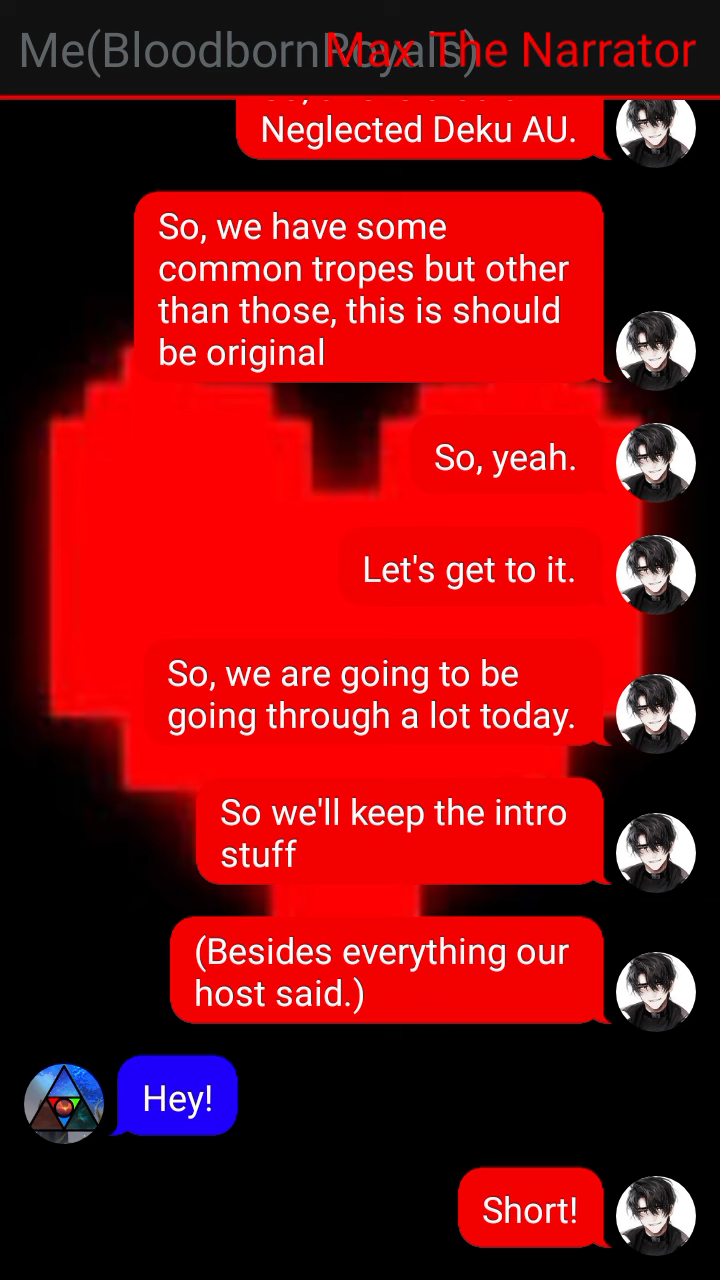 Me(BloodbornRoyals)
Max The Narrator
Neglected Deku AU.
So, we have some
common tropes but other
than those, this is should
be original
So, yeah.
Let's get to it.
So, we are going to be
going through a lot today.
So we'll keep the intro
stuff
(Besides everything our
host said.)
Hey!
Short!